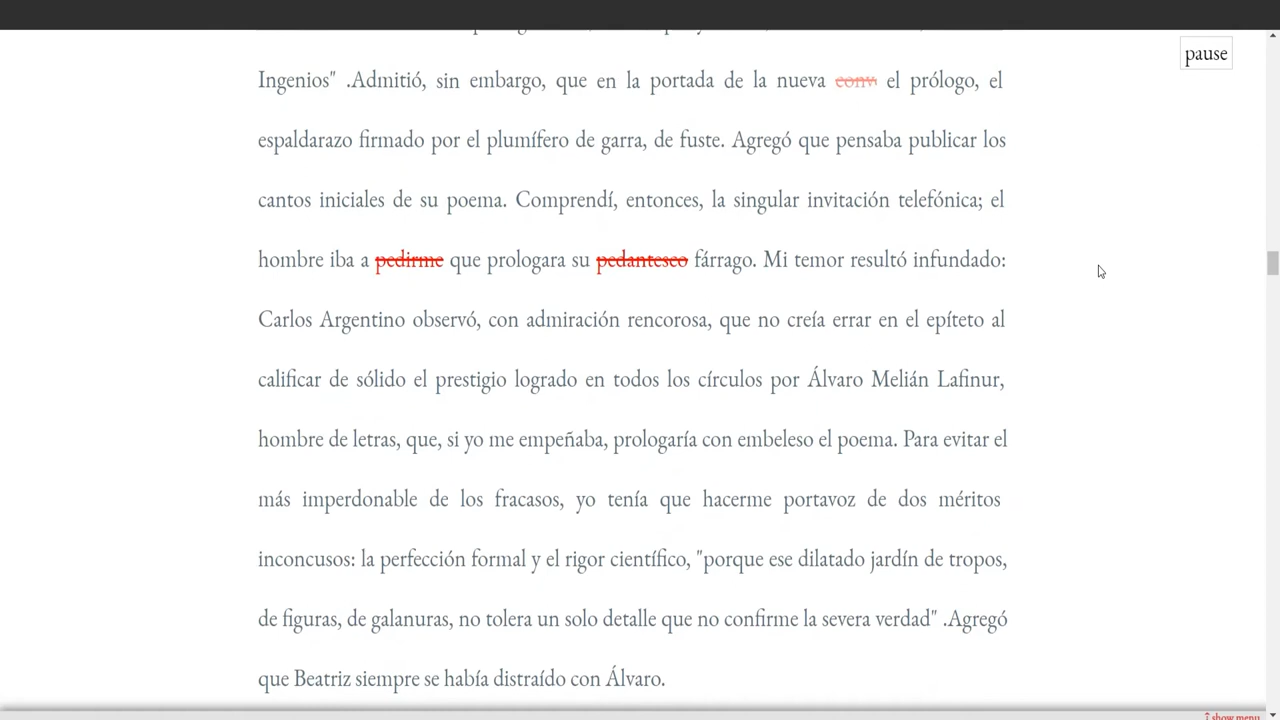 pause
Ingenios" .Admitió, sin embargo, que en la portada de la nueva conv el prólogo, el
espaldarazo firmado por el plumífero de garra, de fuste. Agregó que pensaba publicar los
cantos iniciales de su poema. Comprendí, entonces, la singular invitación telefónica; el
hombre iba a pedirme que prologara su pedantesco fárrago. Mi temor resultó infundado:
Carlos Argentino observó, con admiración rencorosa, que no creía errar en el epíteto al
calificar de sólido el prestigio logrado en todos los círculos por Álvaro Melián Lafinur,
hombre de letras, que, si yo me empeñaba, prologaría con embeleso el poema. Para evitar el
más imperdonable de los fracasos, yo tenía que hacerme portavoz de dos méritos
inconcusos: la perfección formal y el rigor científico, "porque ese dilatado jardín de tropos,
de figuras, de galanuras, no tolera un solo detalle que no confirme la severa verdad" .Agregó
que Beatriz siempre se había distraído con Álvaro.
show menu